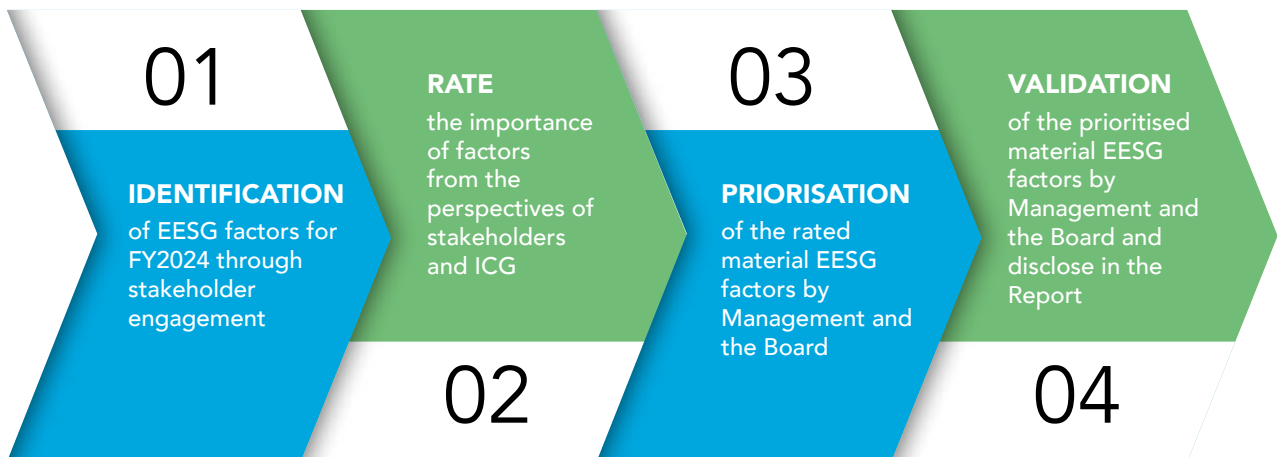 01
IDENTIFICATION
of EESG factors for
FY2024 through
stakeholder
engagement
RATE
the importance
of factors
from the
perspectives of
stakeholders
and ICG
02
03
PRIORISATION
of the rated
material EESG
factors by
Management and
the Board
VALIDATION
of the prioritised
material EESG
factors by
Management and
the Board and
disclose in the
Report
04